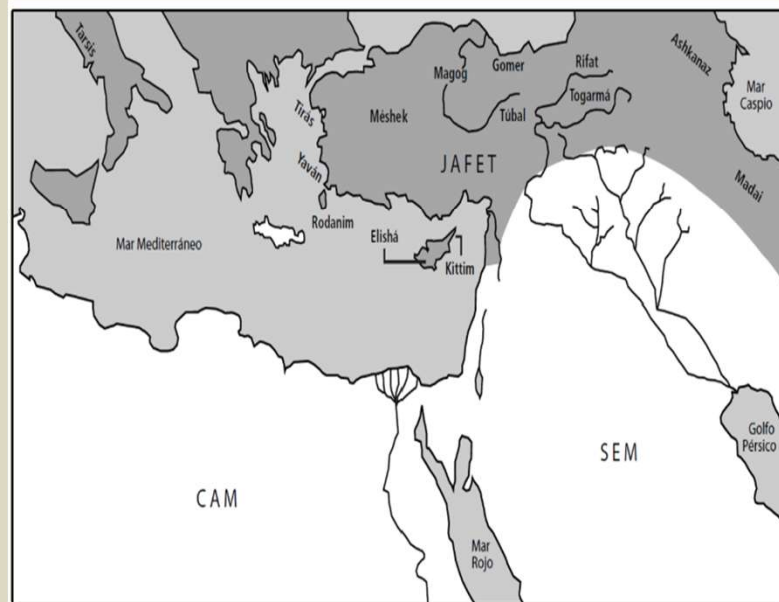 Tarsis
Ashkanaz
Gomer
Rifat
Magog
Mar
Caspio
Togarmá
Tirás
Méshek
Túbal
JAFET
Yaván
Madai
Rodanim
Elishá
Mar Mediterráneo
Kittim
Golfo
Pérsico
SEM
CAM
Mar
Rojo